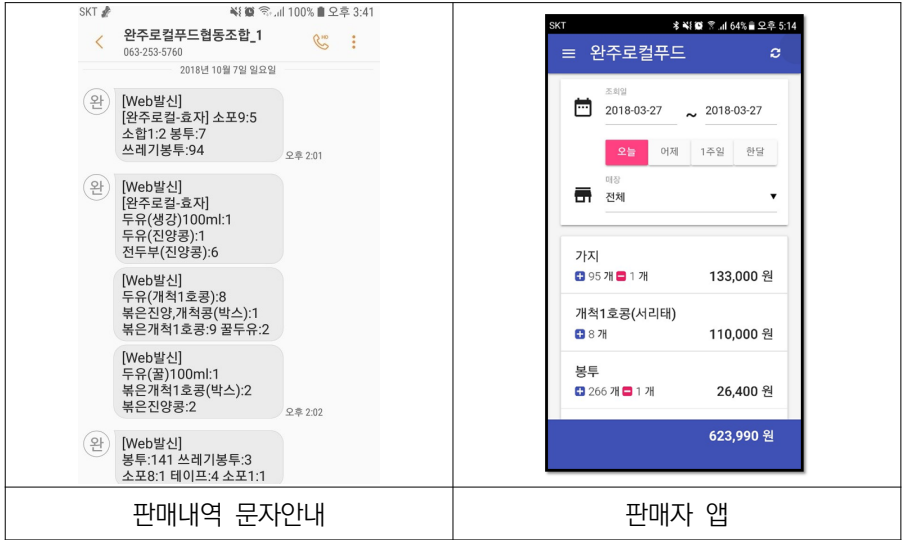 SKT 100% 오후 3:41
완주로컬푸드협동조합_1
063-253-5760
2018년 10월 7일 일요일
완
[Web발신]
[완주로컬-효자] 소포9:5
소합1:2 봉투:7
쓰레기봉투:94
오후 2:01
완
[Web발신]
[완주로컬-효자]
두유(생강)100ml:1
두유(진양콩):1
전두부(진양콩):6
[Web발신]
두유(개척1호콩):8
볶은진양,개척콩(박스):1
볶은개척1호콩:9 꿀두유:2
[Web발신]
두유(꿀)100ml:1
볶은개척1호콩(박스):2
볶은진양콩:2
오후 2:02
완
[Web발신]
봉투:141 쓰레기봉투:3
소포8:1 테이프:4 소포1:1
판매내역 문자안내
SKT 64% 오후 5:14
완주로컬푸드
조회일
2018-03-27 ~ 2018-03-27
오늘 어제 1주일 한달
매장
전체
가지
95 개 1 개 133,000 원
개척1호콩(서리태)
8 개 110,000 원
봉투
266 개 1 개 26,400 원
623,990 원
판매자 앱